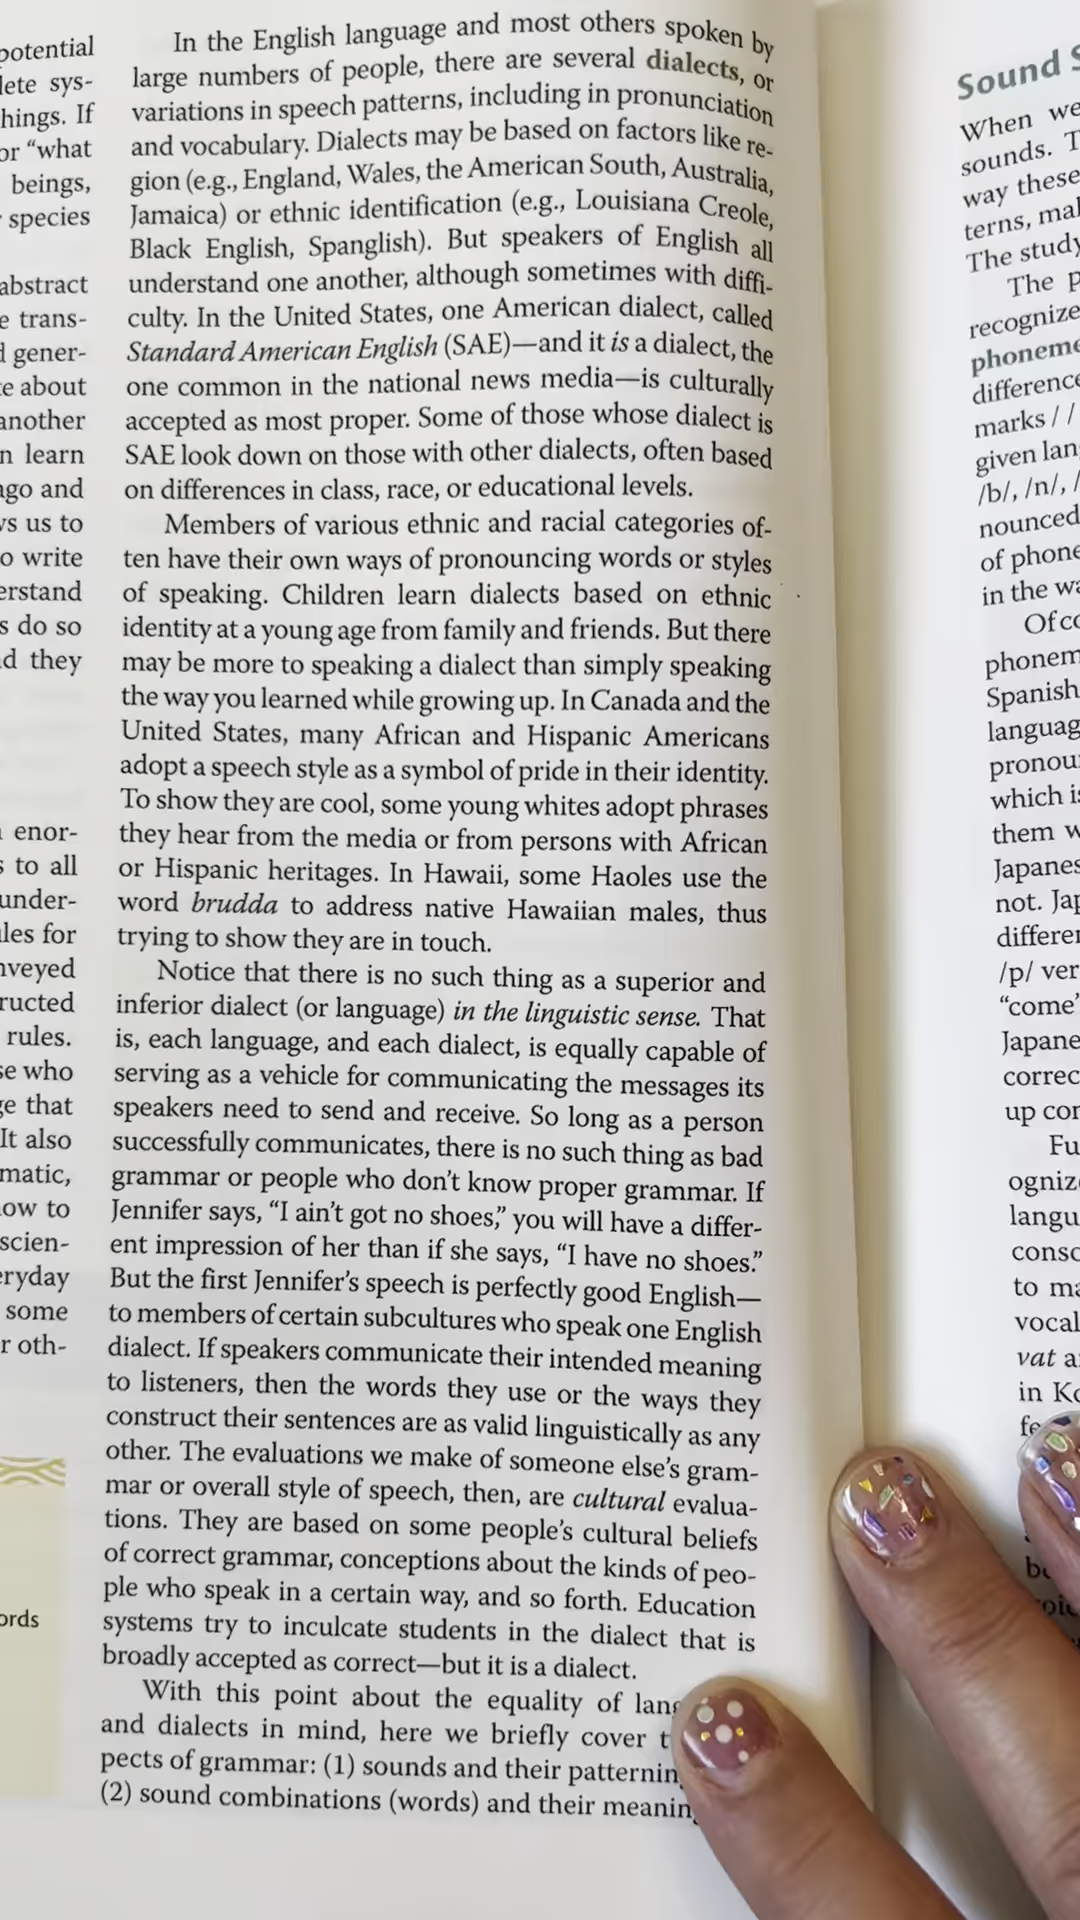 potential
lete sys-
hings. If
or “what
beings,
species
abstract
e trans-
d gener-
te about
another
n learn
ago and
ws us to
o write
erstand
s do so
d they
enor-
s to all
under-
les for
nveyed
ructed
rules.
se who
ge that
It also
matic,
ow to
scien-
eryday
some
r oth-
ords
In the English language and most others spoken by
large numbers of people, there are several dialects, or
variations in speech patterns, including in pronunciation
and vocabulary. Dialects may be based on factors like re-
gion (e.g., England, Wales, the American South, Australia,
Jamaica) or ethnic identification (e.g., Louisiana Creole,
Black English, Spanglish). But speakers of English all
understand one another, although sometimes with diffi-
culty. In the United States, one American dialect, called
Standard American English (SAE)—and it is a dialect, the
one common in the national news media—is culturally
accepted as most proper. Some of those whose dialect is
SAE look down on those with other dialects, often based
on differences in class, race, or educational levels.
Members of various ethnic and racial categories of-
ten have their own ways of pronouncing words or styles
of speaking. Children learn dialects based on ethnic
identity at a young age from family and friends. But there
may be more to speaking a dialect than simply speaking
the way you learned while growing up. In Canada and the
United States, many African and Hispanic Americans
adopt a speech style as a symbol of pride in their identity.
To show they are cool, some young whites adopt phrases
they hear from the media or from persons with African
or Hispanic heritages. In Hawaii, some Haoles use the
word brudda to address native Hawaiian males, thus
trying to show they are in touch.
Notice that there is no such thing as a superior and
inferior dialect (or language) in the linguistic sense. That
is, each language, and each dialect, is equally capable of
serving as a vehicle for communicating the messages its
speakers need to send and receive. So long as a person
successfully communicates, there is no such thing as bad
grammar or people who don’t know proper grammar. If
Jennifer says, “I ain’t got no shoes,” you will have a differ-
ent impression of her than if she says, “I have no shoes.”
But the first Jennifer’s speech is perfectly good English—
to members of certain subcultures who speak one English
dialect. If speakers communicate their intended meaning
to listeners, then the words they use or the ways they
construct their sentences are as valid linguistically as any
other. The evaluations we make of someone else’s gram-
mar or overall style of speech, then, are cultural evalua-
tions. They are based on some people’s cultural beliefs
of correct grammar, conceptions about the kinds of peo-
ple who speak in a certain way, and so forth. Education
systems try to inculcate students in the dialect that is
broadly accepted as correct—but it is a dialect.
With this point about the equality of lang
and dialects in mind, here we briefly cover t
pects of grammar: (1) sounds and their patternin
(2) sound combinations (words) and their meanin
Sound S
When we
sounds. T
way these
terns, mak
The study
The p
recognize
phoneme
difference
marks / /
given lan
/b/, /n/, /
nounced
of phone
in the wa
Of co
phonem
Spanish
languag
pronou
which is
them w
Japanes
not. Jap
differen
/p/ ver
“come”
Japane
correc
up cor
Fu
ogniz
langu
consc
to ma
vocal
vat a
in Ko
fe